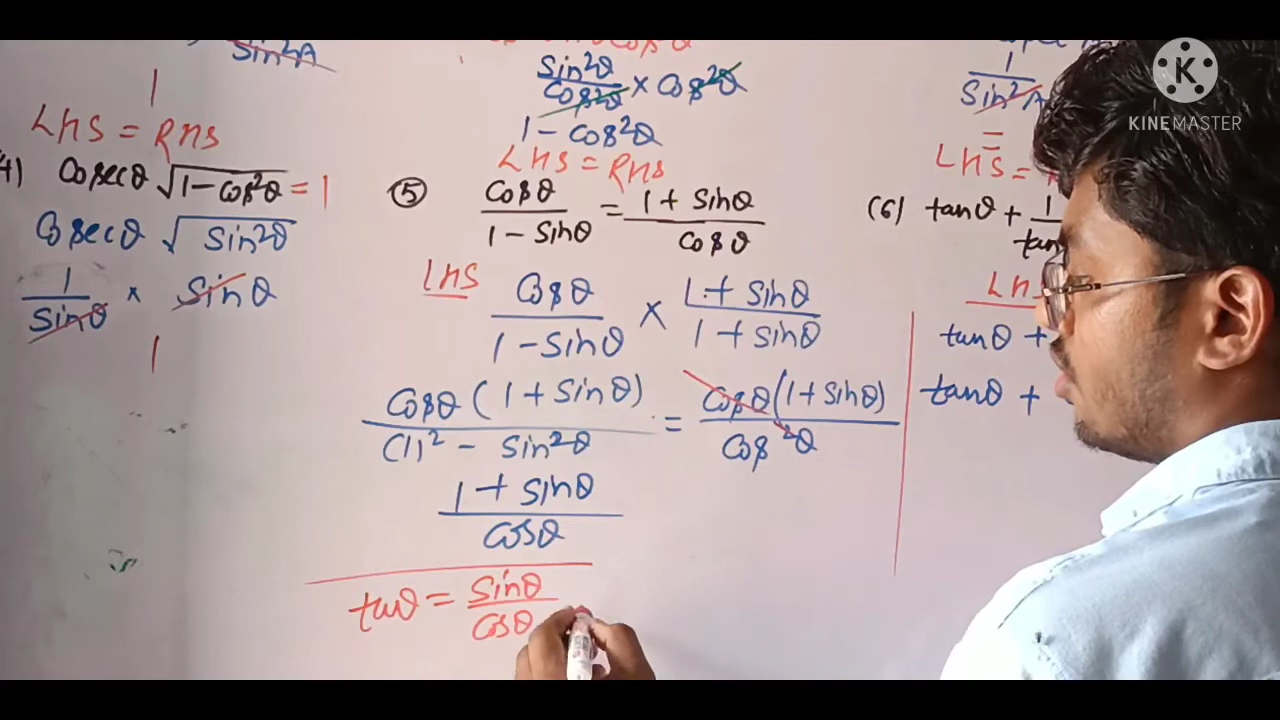 Sin²A
1
LHS = RHS
4) Cosecθ √1-cos²θ = 1
Cosecθ √Sin²θ
1/Sinθ × Sinθ
1
Sin²θ/Cos²θ × Cos²θ
1 - Cos²θ
LHS = RHS
(5) Cosθ/1 - Sinθ = 1 + Sinθ/Cosθ
LHS Cosθ/1 - Sinθ × 1 + Sinθ/1 + Sinθ
Cosθ(1 + Sinθ)/(1)² - Sin²θ = Cosθ(1 + Sinθ)/Cos²θ
1 + Sinθ/Cosθ
tanθ = Sinθ/Cosθ
1/Sin²A
LHS =
(6) tanθ + 1/tan
LH
tanθ +
tanθ +
K
KINEMASTER